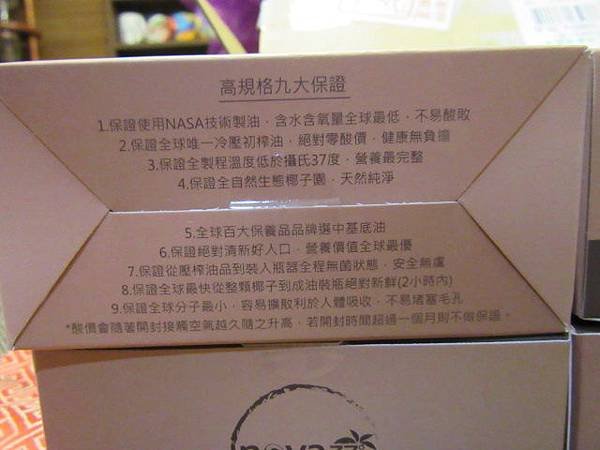 高規格九大保證
1.保證使用NASA技術製油，含水含氧量全球最低，不易酸敗
2.保證全球唯一冷壓初榨油，絕對零酸價，健康無負擔
3.保證全製程溫度低於攝氏37度，營養最完整
4.保證全自然生態椰子園，天然純淨
5.全球百大保養品品牌選中基底油
6.保證絕對清新好入口，營養價值全球最優
7.保證從壓榨油品到裝入瓶器全程無菌狀態，安全無慮
8.保證全球最快從整顆椰子到成油裝瓶絕對新鮮(2小時內)
9.保證全球分子最小，容易擴散利於人體吸收，不易堵塞毛孔
*酸價會隨著開封接觸空氣越久隨之升高，若開封時間超過一個月則不做保證。